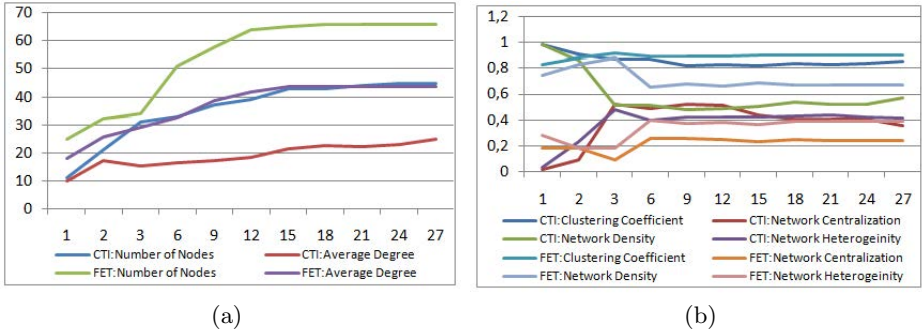 70
60
50
40
30
20
10
0
1 2 3 6 9 12 15 18 21 24 27
CTI:Number of Nodes CTI:Average Degree
FET:Number of Nodes FET:Average Degree
(a)
1,2
1
0,8
0,6
0,4
0,2
0
1 2 3 6 9 12 15 18 21 24 27
CTI:Clustering Coefficient CTI:Network Centralization
CTI:Network Density CTI:Network Heterogeinity
FET:Clustering Coefficient FET:Network Centralization
FET:Network Density FET:Network Heterogeinity
(b)